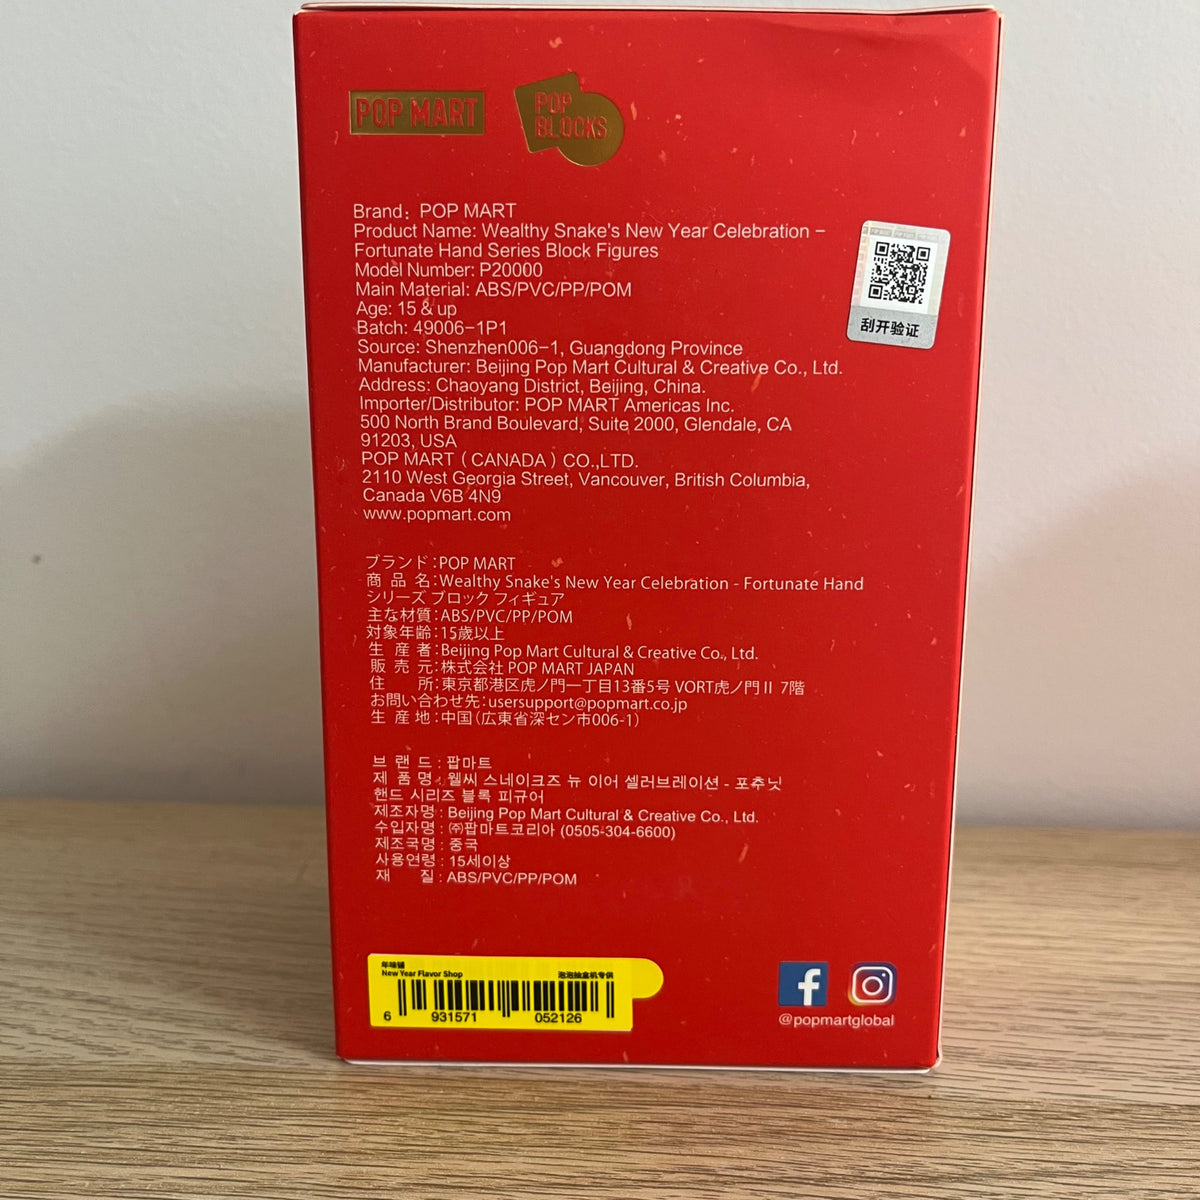 POP MART
POP
BLOCKS
Brand: POP MART
Product Name: Wealthy Snake's New Year Celebration –
Fortunate Hand Series Block Figures
Model Number: P20000
Main Material: ABS/PVC/PP/POM
Age: 15 & up
Batch: 49006-1P1
Source: Shenzhen006-1, Guangdong Province
Manufacturer: Beijing Pop Mart Cultural & Creative Co., Ltd.
Address: Chaoyang District, Beijing, China.
Importer/Distributor: POP MART Americas Inc.
500 North Brand Boulevard, Suite 2000, Glendale, CA
91203, USA
POP MART（CANADA）CO.,LTD.
2110 West Georgia Street, Vancouver, British Columbia,
Canada V6B 4N9
www.popmart.com
刮开验证
ブランド:POP MART
商 品 名:Wealthy Snake's New Year Celebration - Fortunate Hand
シリーズ ブロック フィギュア
主な材質:ABS/PVC/PP/POM
対象年齢:15歳以上
生 産 者:Beijing Pop Mart Cultural & Creative Co., Ltd.
販 売 元:株式会社 POP MART JAPAN
住 所:東京都港区虎ノ門一丁目13番5号 VORT虎ノ門II 7階
お問い合わせ先:usersupport@popmart.co.jp
生 産 地:中国(広東省深セン市006-1)
브 랜 드 : 팝마트
제 품 명 : 웰씨 스네이크즈 뉴 이어 셀러브레이션 - 포추닛
핸드 시리즈 블록 피규어
제조자명 : Beijing Pop Mart Cultural & Creative Co., Ltd.
수입자명 : ㈜팝마트코리아 (0505-304-6600)
제조국명 : 중국
사용연령 : 15세이상
재 질 : ABS/PVC/PP/POM
年味铺
New Year Flavor Shop
泡泡抽盒机专供
6 931571 052126
@popmartglobal